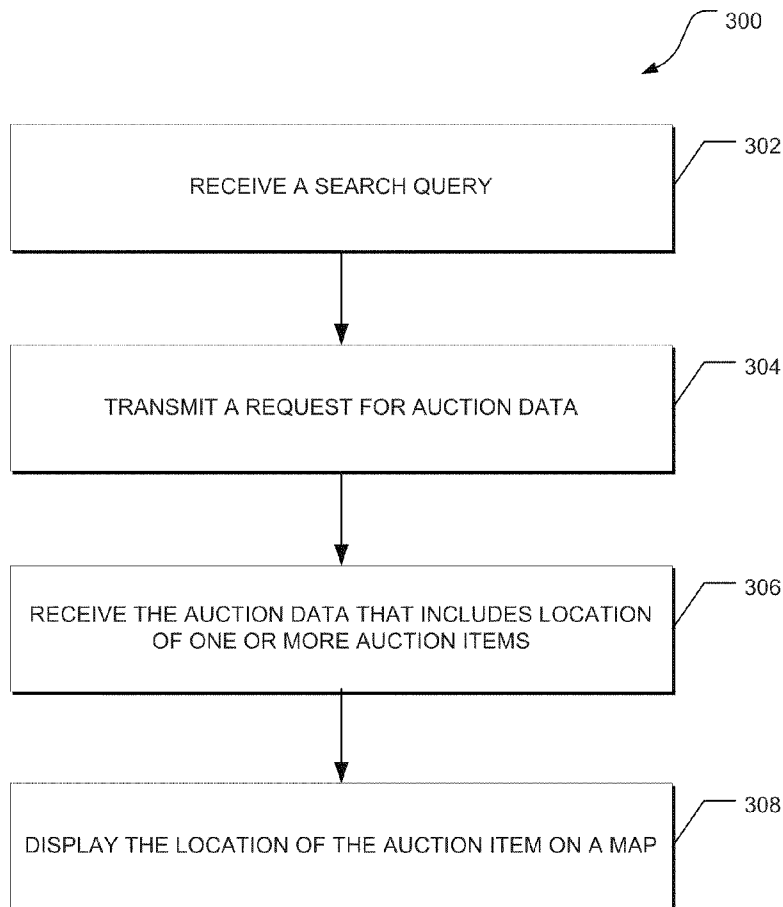 300
RECEIVE A SEARCH QUERY
302
TRANSMIT A REQUEST FOR AUCTION DATA
304
RECEIVE THE AUCTION DATA THAT INCLUDES LOCATION
OF ONE OR MORE AUCTION ITEMS
306
DISPLAY THE LOCATION OF THE AUCTION ITEM ON A MAP
308